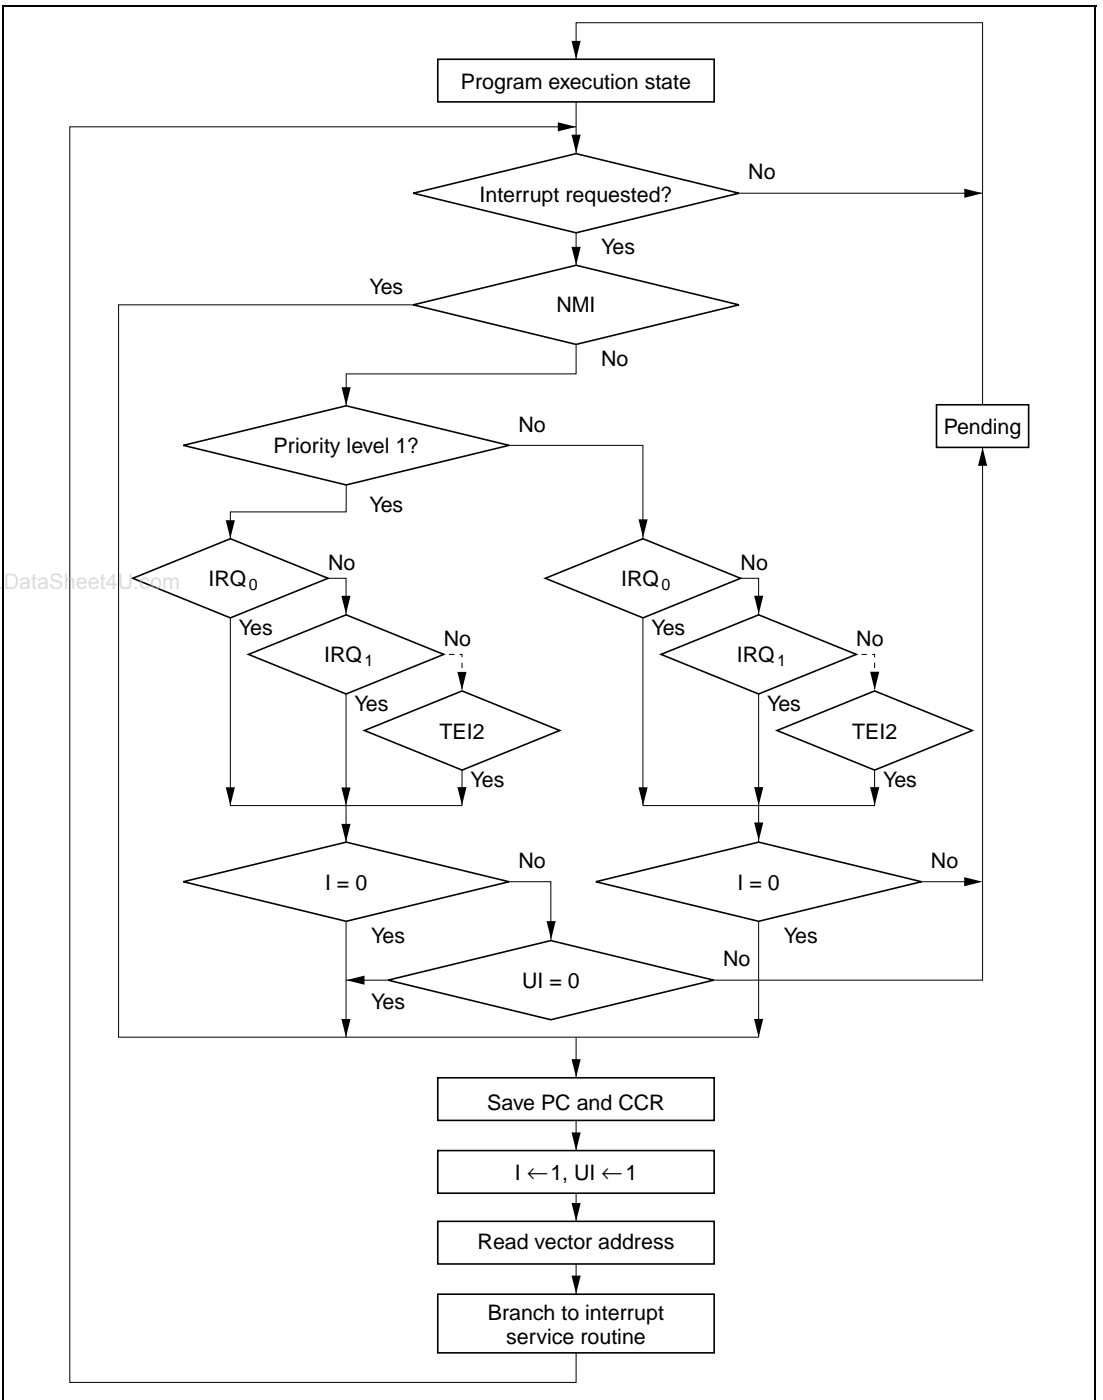 Program execution state
Interrupt requested?
No
Yes
NMI
Yes
No
Pending
Priority level 1?
No
Yes
IRQ0
No
Yes
IRQ1
No
Yes
TEI2
Yes
IRQ0
No
Yes
IRQ1
No
Yes
TEI2
Yes
DataSheet4U.com
I = 0
No
Yes
I = 0
No
Yes
UI = 0
No
Yes
Save PC and CCR
I ← 1, UI ← 1
Read vector address
Branch to interrupt
service routine